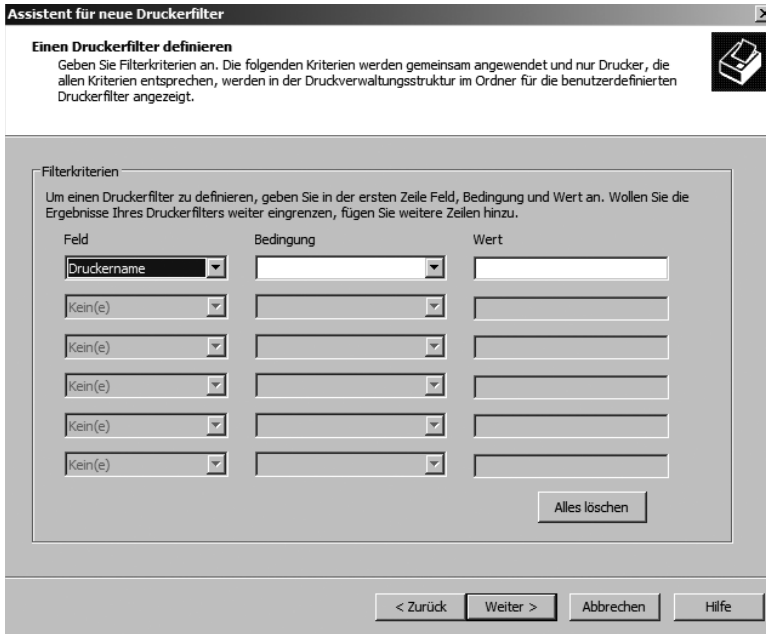 Assistent für neue Druckerfilter
Einen Druckerfilter definieren
Geben Sie Filterkriterien an. Die folgenden Kriterien werden gemeinsam angewendet und nur Drucker, die
allen Kriterien entsprechen, werden in der Druckverwaltungsstruktur im Ordner für die benutzerdefinierten
Druckerfilter angezeigt.
Filterkriterien
Um einen Druckerfilter zu definieren, geben Sie in der ersten Zeile Feld, Bedingung und Wert an. Wollen Sie die
Ergebnisse Ihres Druckerfilters weiter eingrenzen, fügen Sie weitere Zeilen hinzu.
Feld Bedingung Wert
Druckername
Kein(e)
Kein(e)
Kein(e)
Kein(e)
Kein(e)
Alles löschen
< Zurück Weiter > Abbrechen Hilfe